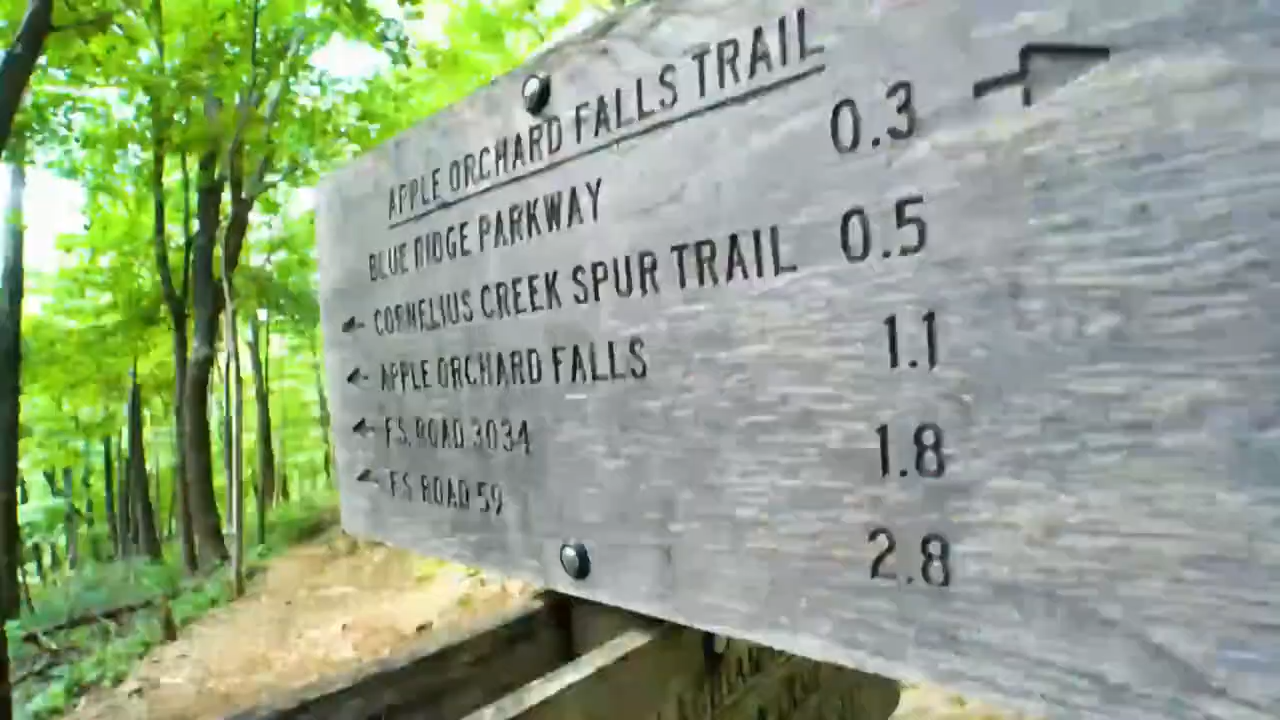 APPLE ORCHARD FALLS TRAIL
BLUE RIDGE PARKWAY 0.3
CORNELIUS CREEK SPUR TRAIL 0.5
APPLE ORCHARD FALLS 1.1
F.S. ROAD 3034 1.8
F.S. ROAD 59 2.8